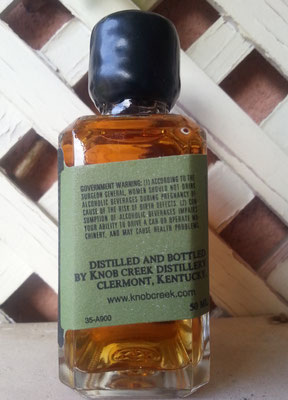 GOVERNMENT WARNING: (1) ACCORDING TO THE
SURGEON GENERAL, WOMEN SHOULD NOT DRINK
ALCOHOLIC BEVERAGES DURING PREGNANCY BE-
CAUSE OF THE RISK OF BIRTH DEFECTS. (2) CON-
SUMPTION OF ALCOHOLIC BEVERAGES IMPAIRS
YOUR ABILITY TO DRIVE A CAR OR OPERATE MA-
CHINERY, AND MAY CAUSE HEALTH PROBLEMS.
DISTILLED AND BOTTLED
BY KNOB CREEK DISTILLERY
CLERMONT, KENTUCKY.
www.knobcreek.com
50 ML
35-A900